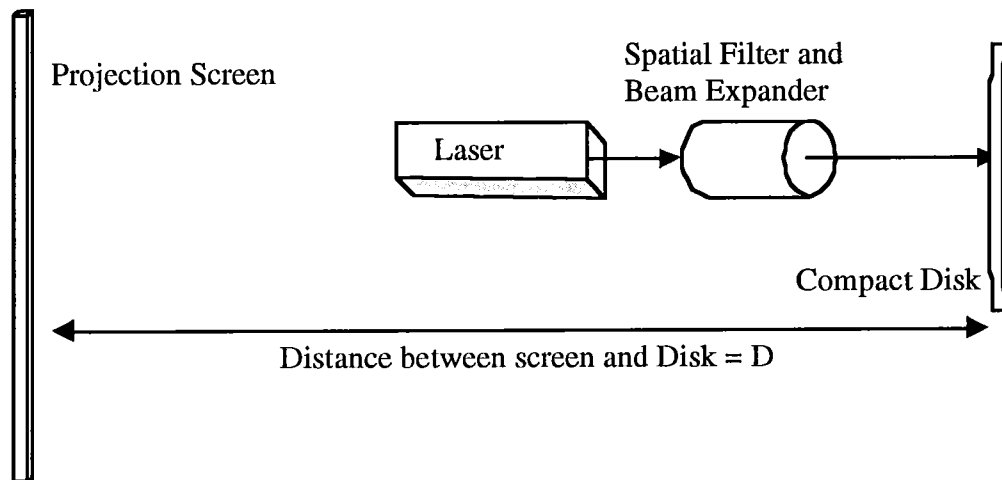 Projection Screen
Spatial Filter and
Beam Expander
Laser
Compact Disk
Distance between screen and Disk = D